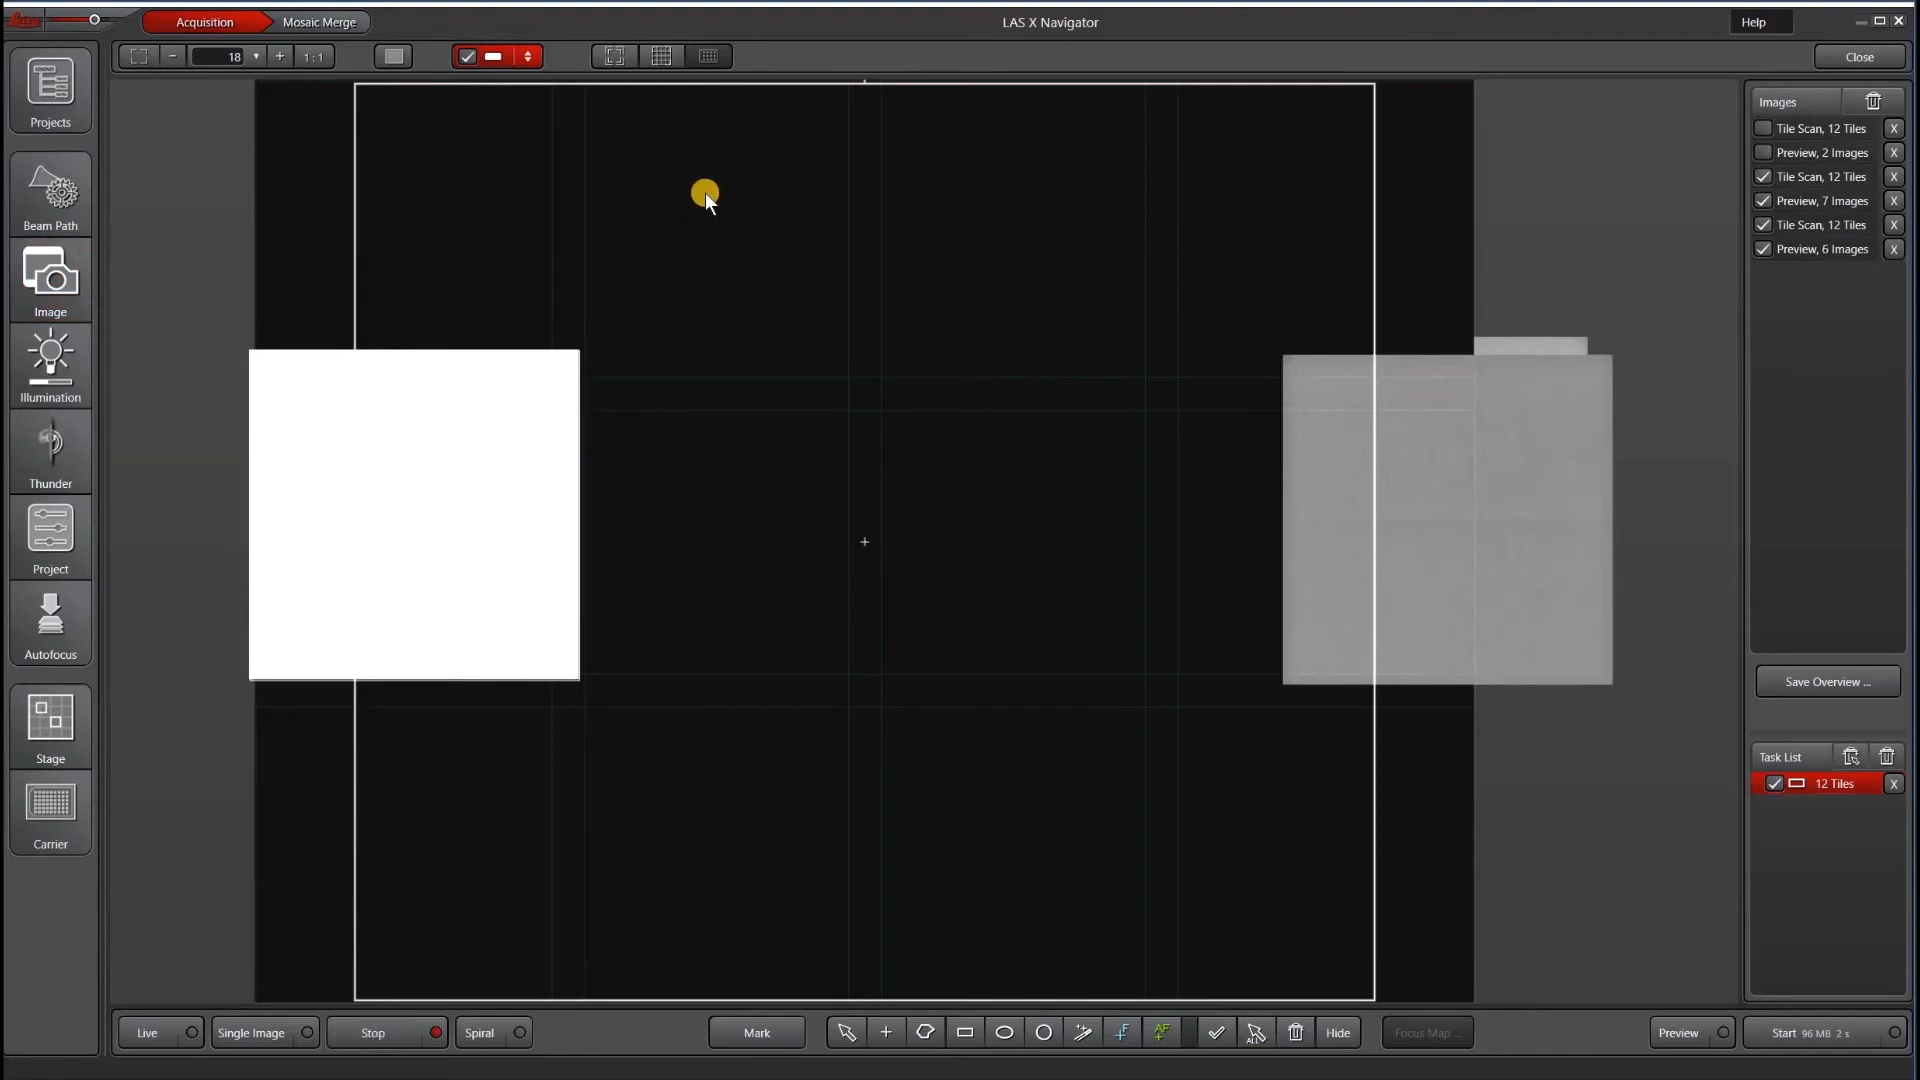 Leica
Acquisition
Mosaic Merge
LAS X Navigator
Help
18
1:1
Close
Projects
Beam Path
Image
Illumination
Thunder
Project
Autofocus
Stage
Carrier
Images
Tile Scan, 12 Tiles X
Preview, 2 Images X
Tile Scan, 12 Tiles X
Preview, 7 Images X
Tile Scan, 12 Tiles X
Preview, 6 Images X
Save Overview ...
Task List
12 Tiles X
Live
Single Image
Stop
Spiral
Mark
F
AF
ALL
Hide
Focus Map ...
Preview
Start 96 MB 2 s